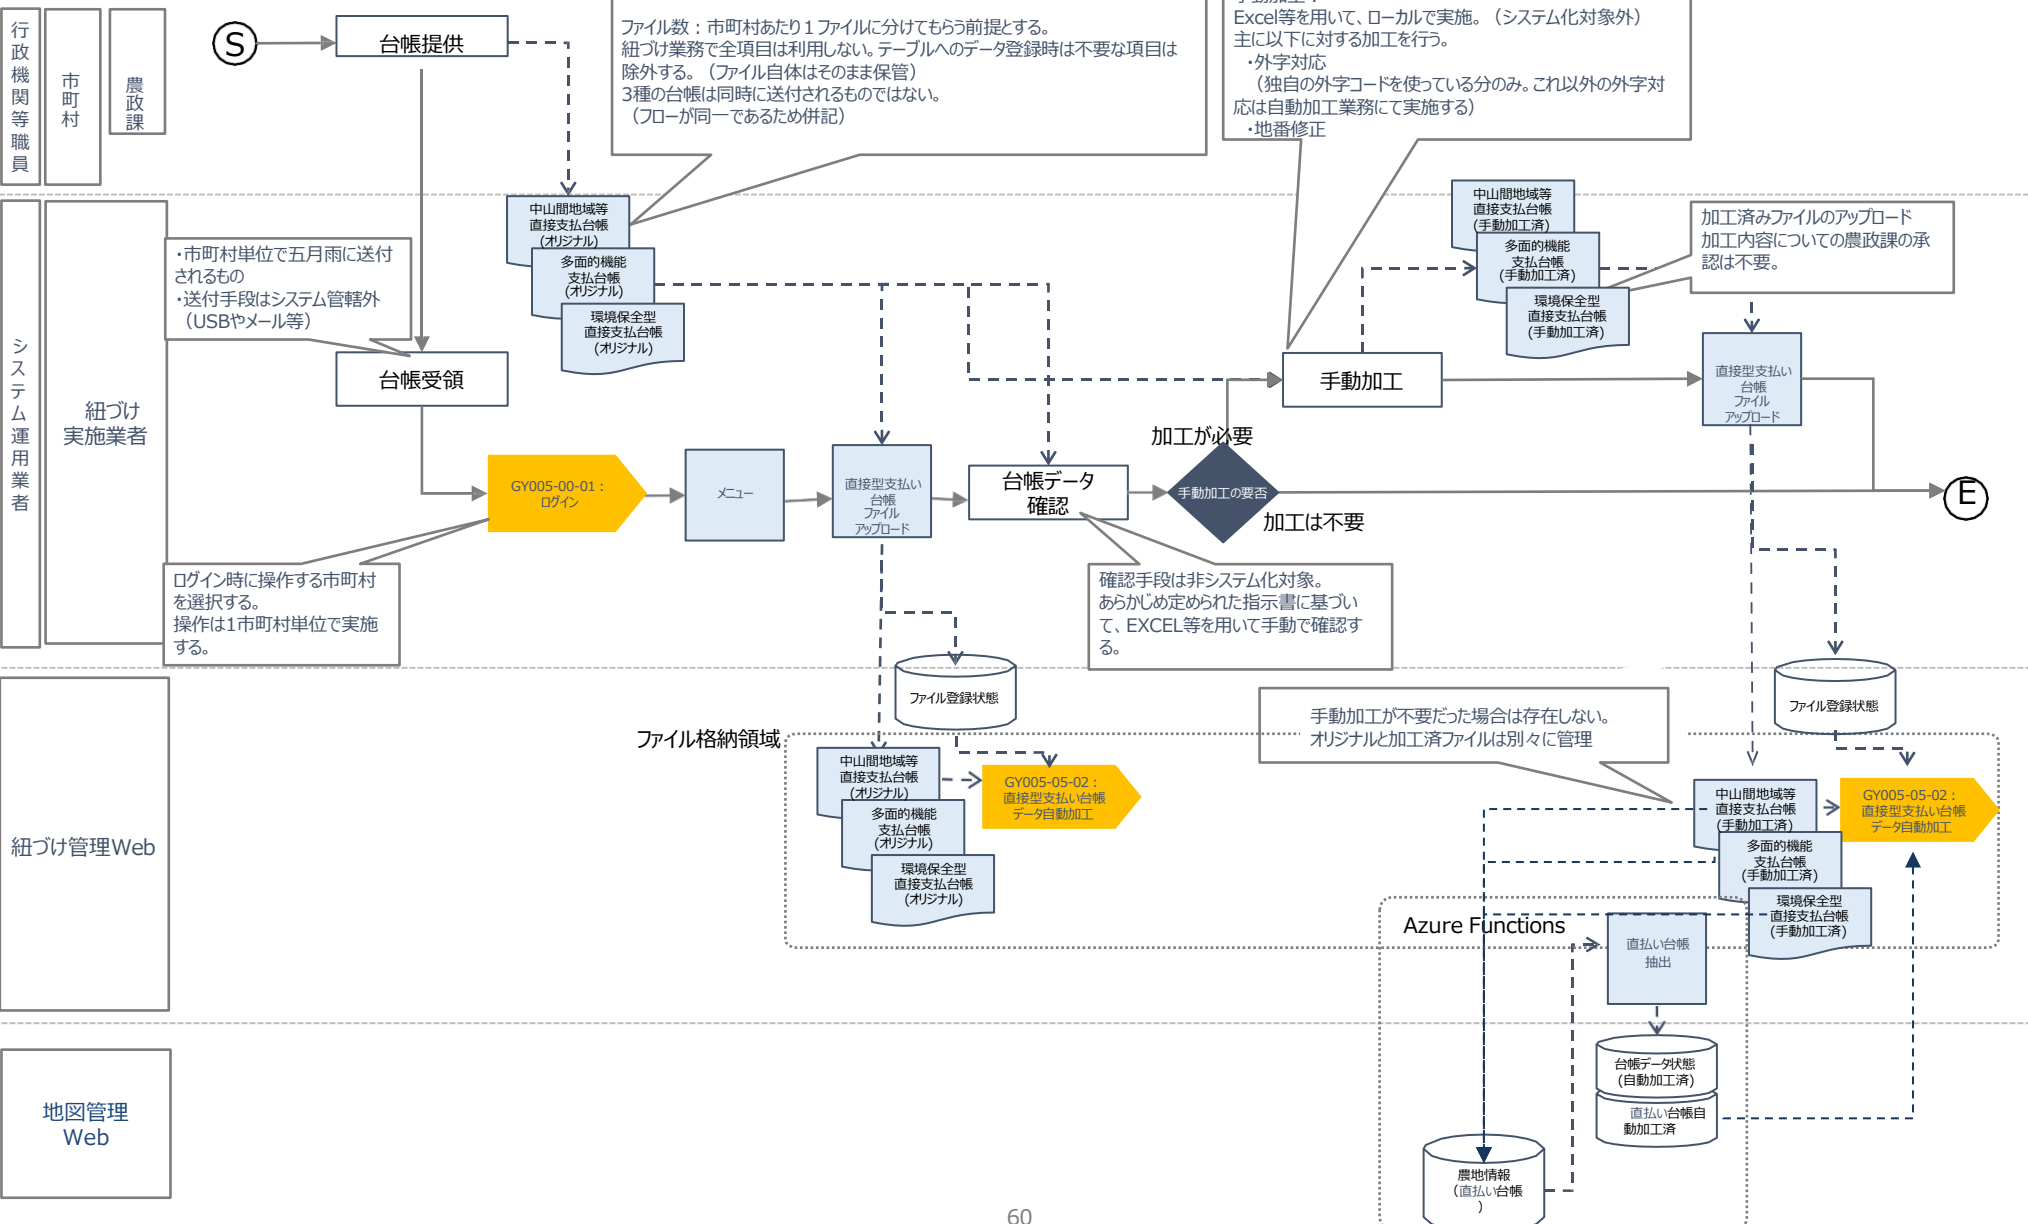 行政機関等職員
市町村
農政課
S
台帳提供
ファイル数：市町村あたり１ファイルに分けてもらう前提とする。
紐づけ業務で全項目は利用しない。テーブルへのデータ登録時は不要な項目は
除外する。（ファイル自体はそのまま保管）
3種の台帳は同時に送付されるものではない。
（フローが同一であるため併記）
Excel等を用いて、ローカルで実施。（システム化対象外）
主に以下に対する加工を行う。
・外字対応
（独自の外字コードを使っている分のみ。これ以外の外字対
応は自動加工業務にて実施する）
・地番修正
システム運用業者
紐づけ
実施業者
・市町村単位で五月雨に送付
されるもの
・送付手段はシステム管轄外
（USBやメール等）
台帳受領
中山間地域等
直接支払台帳
(オリジナル)
多面的機能
支払台帳
(オリジナル)
環境保全型
直接支払台帳
(オリジナル)
中山間地域等
直接支払台帳
(手動加工済)
多面的機能
支払台帳
(手動加工済)
環境保全型
直接支払台帳
(手動加工済)
加工済みファイルのアップロード
加工内容についての農政課の承
認は不要。
手動加工
直接型支払い
台帳
ファイル
アップロード
GY005-00-01：
ログイン
メニュー
直接型支払い
台帳
ファイル
アップロード
台帳データ
確認
加工が必要
手動加工の要否
加工は不要
E
ログイン時に操作する市町村
を選択する。
操作は1市町村単位で実施
する。
確認手段は非システム化対象。
あらかじめ定められた指示書に基づい
て、EXCEL等を用いて手動で確認す
る。
紐づけ管理Web
ファイル登録状態
ファイル格納領域
中山間地域等
直接支払台帳
(オリジナル)
多面的機能
支払台帳
(オリジナル)
環境保全型
直接支払台帳
(オリジナル)
GY005-05-02：
直接型支払い台帳
データ自動加工
手動加工が不要だった場合は存在しない。
オリジナルと加工済ファイルは別々に管理
ファイル登録状態
中山間地域等
直接支払台帳
(手動加工済)
多面的機能
支払台帳
(手動加工済)
環境保全型
直接支払台帳
(手動加工済)
GY005-05-02：
直接型支払い台帳
データ自動加工
Azure Functions
直払い台帳
抽出
地図管理
Web
台帳データ状態
(自動加工済)
直払い台帳自
動加工済
農地情報
（直払い台帳
）
60